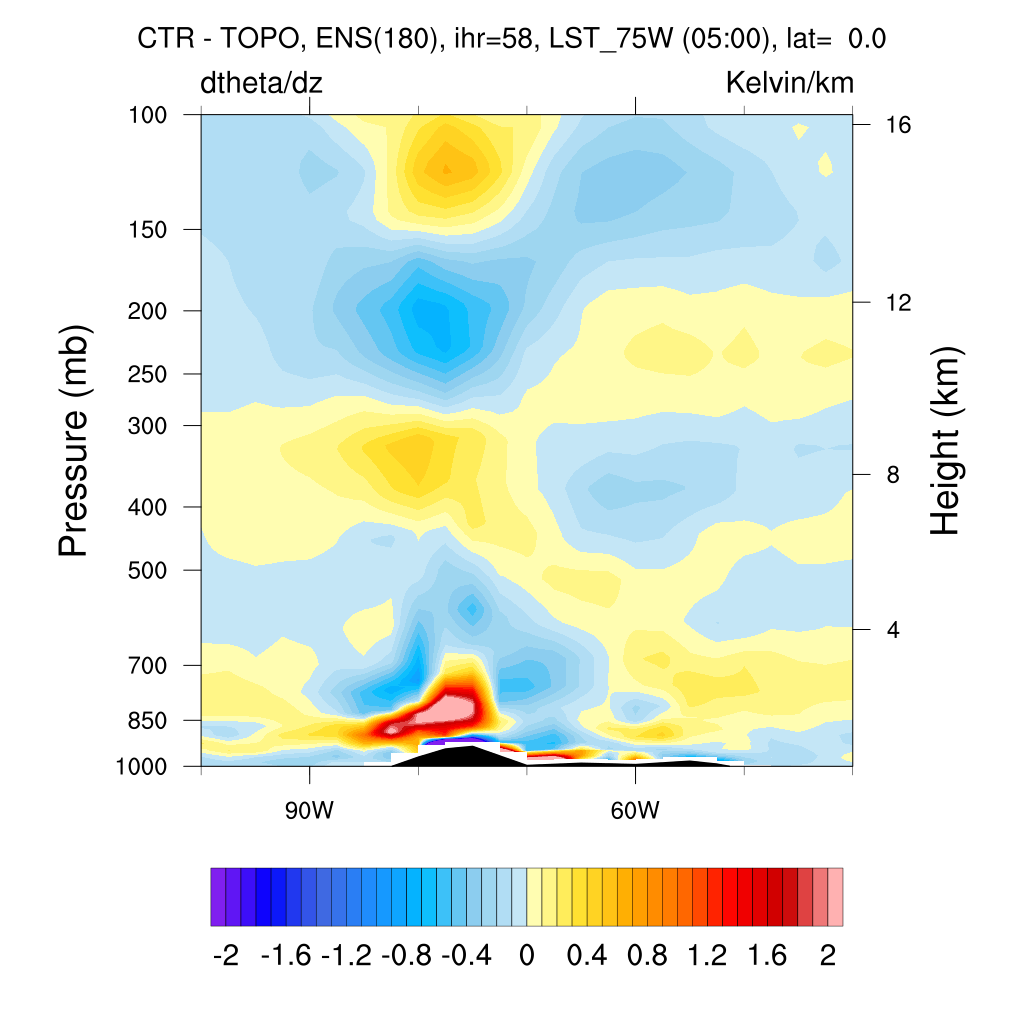 CTR - TOPO, ENS(180), ihr=58, LST_75W (05:00), lat=  0.0
dtheta/dz Kelvin/km
100
150
200
250
300
400
500
700
850
1000
Pressure (mb)
16
12
8
4
Height (km)
90W 60W
-2 -1.6 -1.2 -0.8 -0.4 0 0.4 0.8 1.2 1.6 2